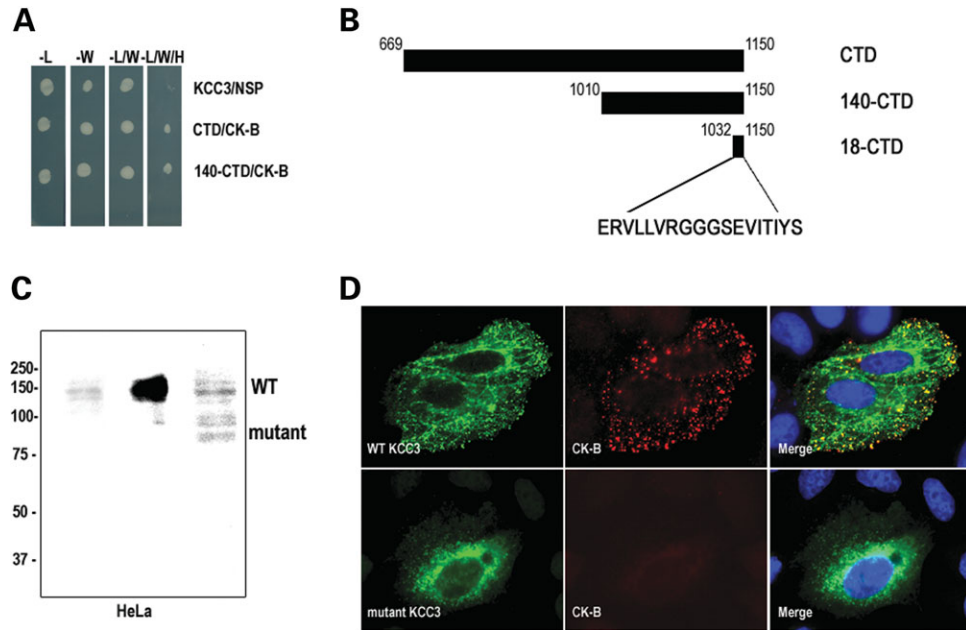 A
-L -W -L/W -L/W/H
KCC3/NSP
CTD/CK-B
140-CTD/CK-B
B
669 1150 CTD
1010 1150 140-CTD
1032 1150 18-CTD
ERVLLVRGGGSEVITIYS
C
250-
150- WT
100-
mutant
75 -
50 -
37 -
HeLa
D
WT KCC3 CK-B Merge
mutant KCC3 CK-B Merge